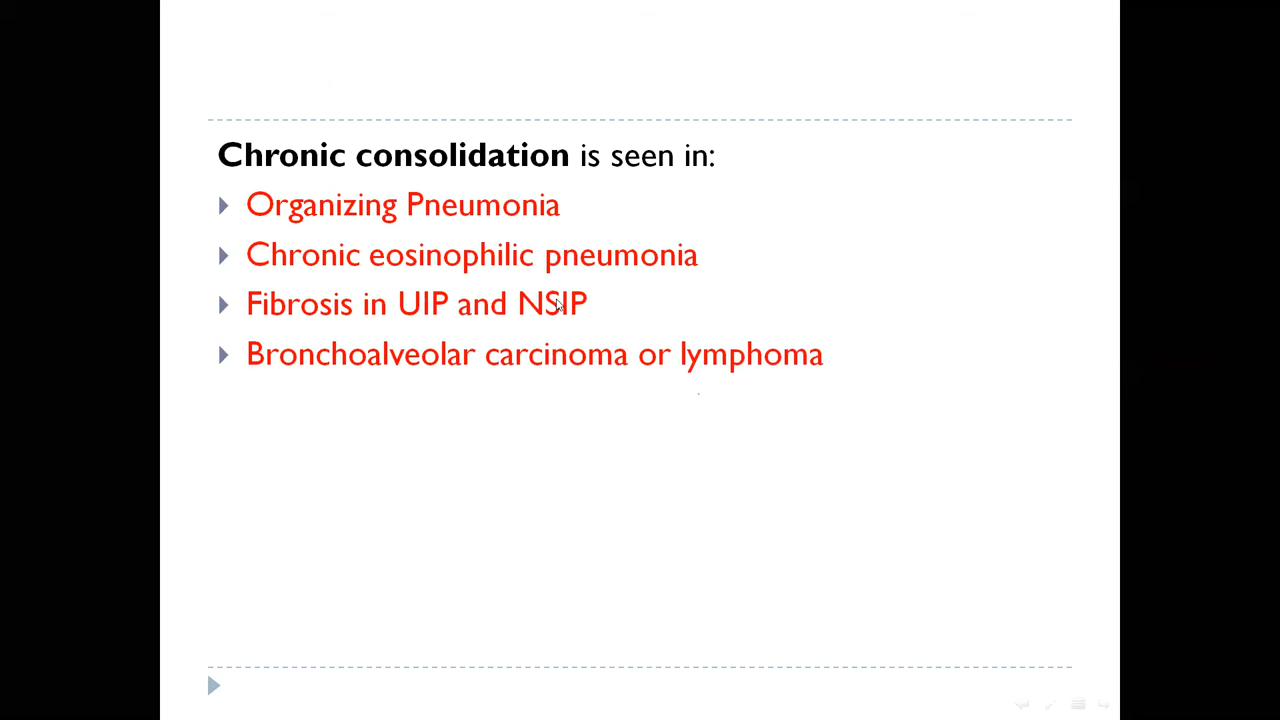 Chronic consolidation is seen in:
Organizing Pneumonia
Chronic eosinophilic pneumonia
Fibrosis in UIP and NSIP
Bronchoalveolar carcinoma or lymphoma